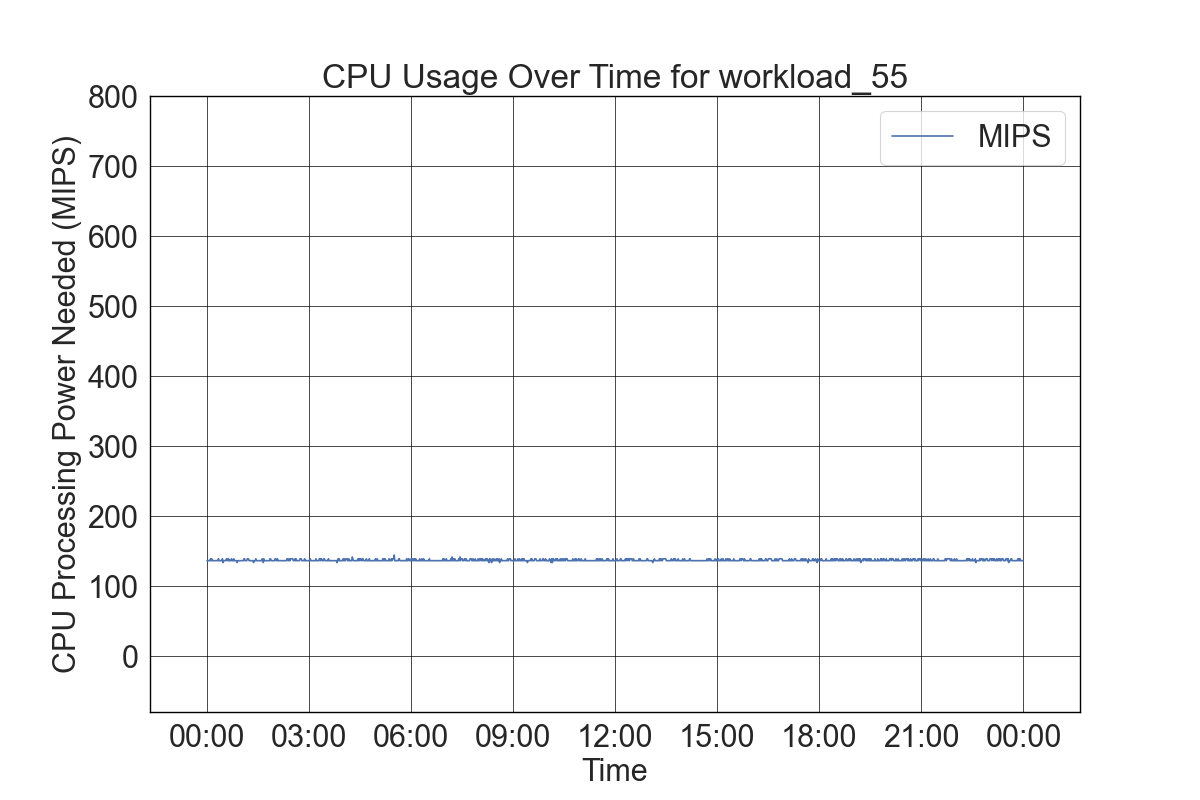 CPU Usage Over Time for workload_55
MIPS
CPU Processing Power Needed (MIPS)
800
700
600
500
400
300
200
100
0
00:00 03:00 06:00 09:00 12:00 15:00 18:00 21:00 00:00
Time